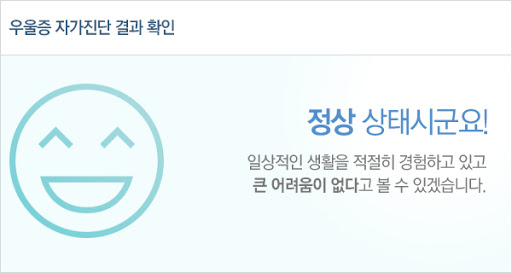 우울증 자가진단 결과 확인
정상 상태시군요!
일상적인 생활을 적절히 경험하고 있고
큰 어려움이 없다고 볼 수 있겠습니다.